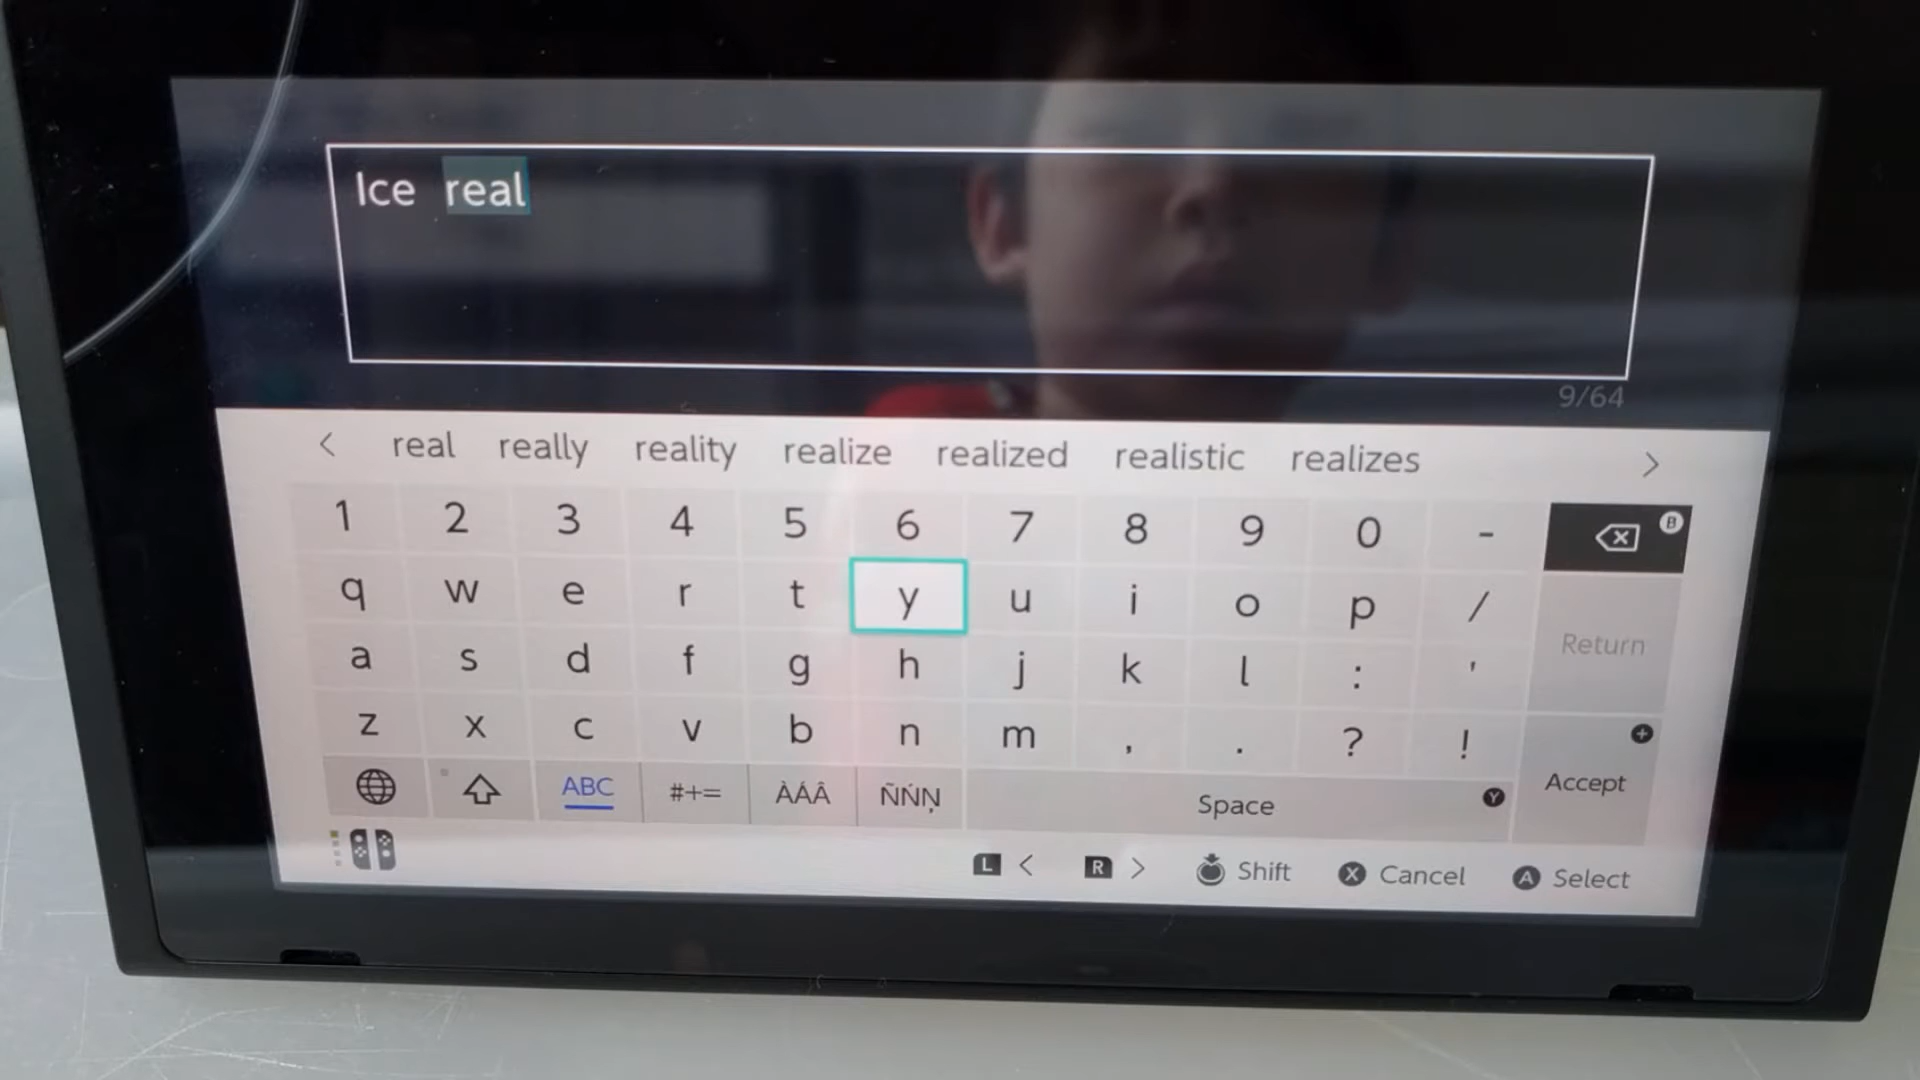 Ice  real
9/64
< real really reality realize realized realistic realizes >
1 2 3 4 5 6 7 8 9 0 - B
q w e r t y u i o p /
Return
a s d f g h j k l : '
z x c v b n m , . ? ! +
Accept
ABC #+= ÀÁÂ ÑŃŅ Space Y
L < R > Shift X Cancel A Select